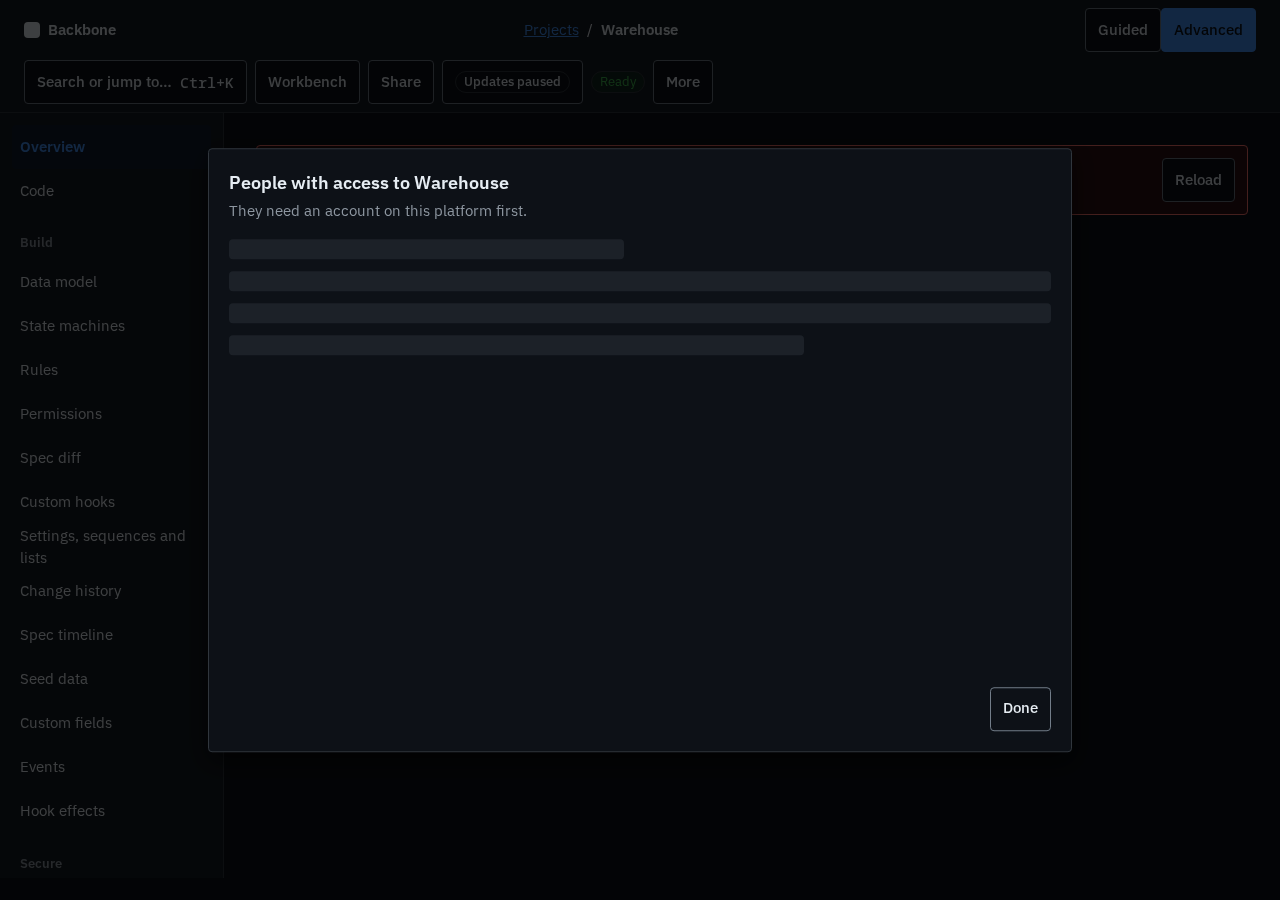 Backbone
Projects / Warehouse
Guided
Advanced
Search or jump to... Ctrl+K
Workbench
Share
Updates paused
Ready
More
Overview
Code
Build
Data model
State machines
Rules
Permissions
Spec diff
Custom hooks
Settings, sequences and
lists
Change history
Spec timeline
Seed data
Custom fields
Events
Hook effects
Secure
Reload
People with access to Warehouse
They need an account on this platform first.
Done